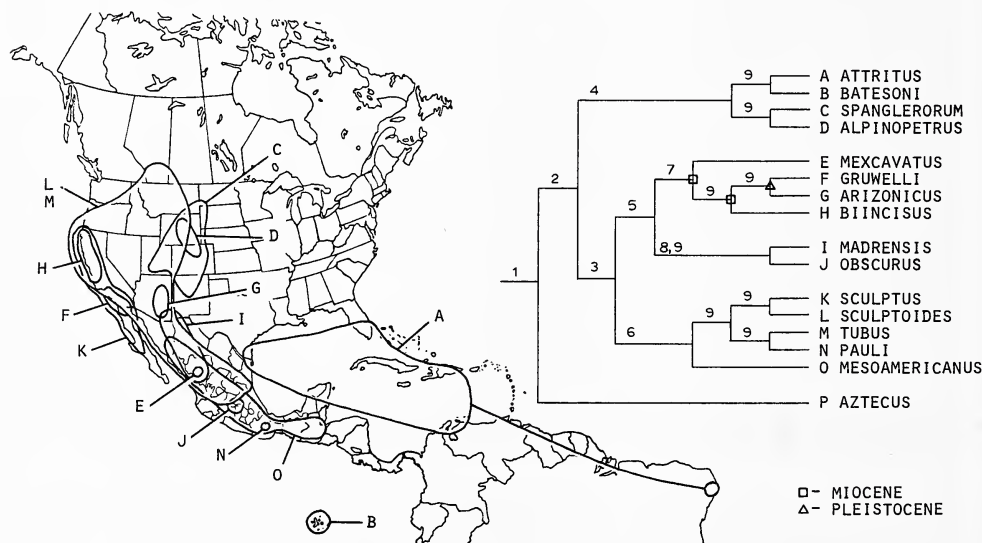 C
L
M
D
H
G
F
I
A
K
E
J
N
O
B
9
A ATTRITUS
B BATESONI
4
9
C SPANGLERORUM
D ALPINOPETRUS
7
E MEXCAVATUS
2
9
9
F GRUWELLI
G ARIZONICUS
5
H BIINCISUS
8,9
I MADRENSIS
J OBSCURUS
1
3
9
K SCULPTUS
9
L SCULPTOIDES
6
9
M TUBUS
N PAULI
O MESOAMERICANUS
P AZTECUS
□- MIOCENE
△- PLEISTOCENE